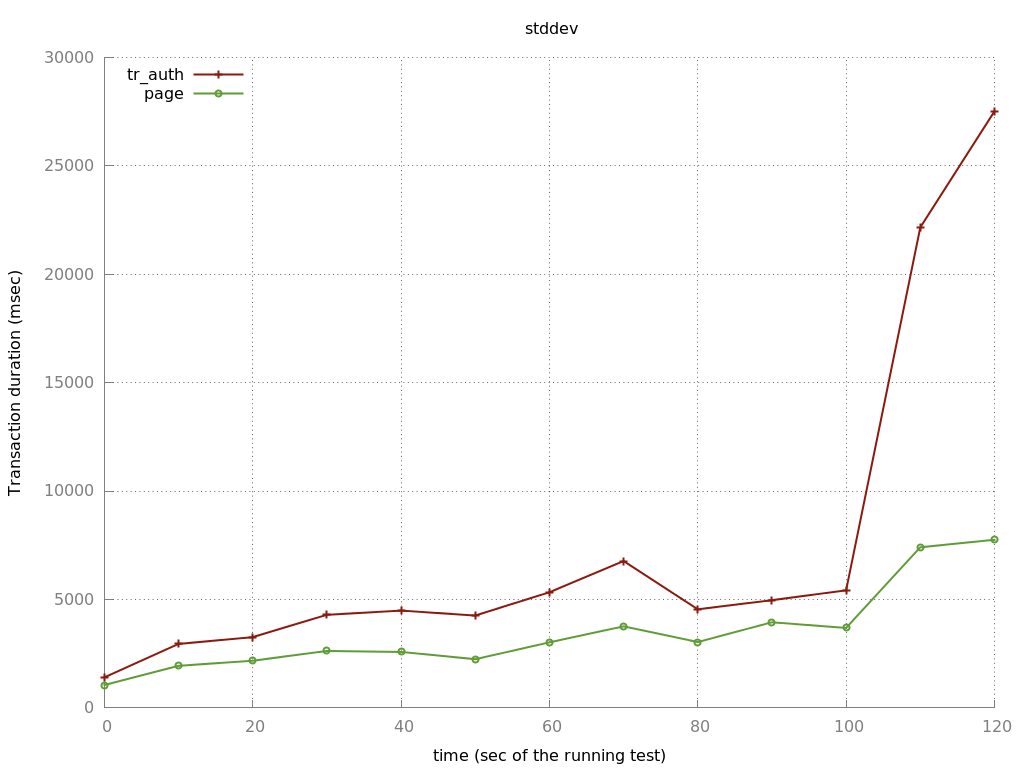 stddev
tr_auth
page
30000
25000
20000
15000
10000
5000
0
Transaction duration (msec)
0 20 40 60 80 100 120
time (sec of the running test)